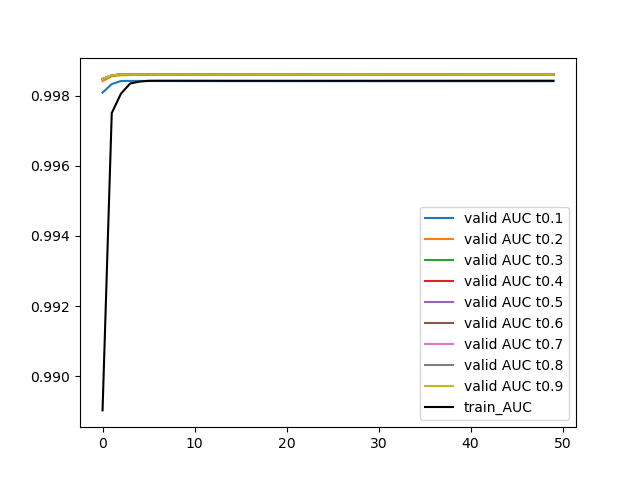 0.998
0.996
0.994
0.992
0.990
0 10 20 30 40 50
valid AUC t0.1
valid AUC t0.2
valid AUC t0.3
valid AUC t0.4
valid AUC t0.5
valid AUC t0.6
valid AUC t0.7
valid AUC t0.8
valid AUC t0.9
train_AUC